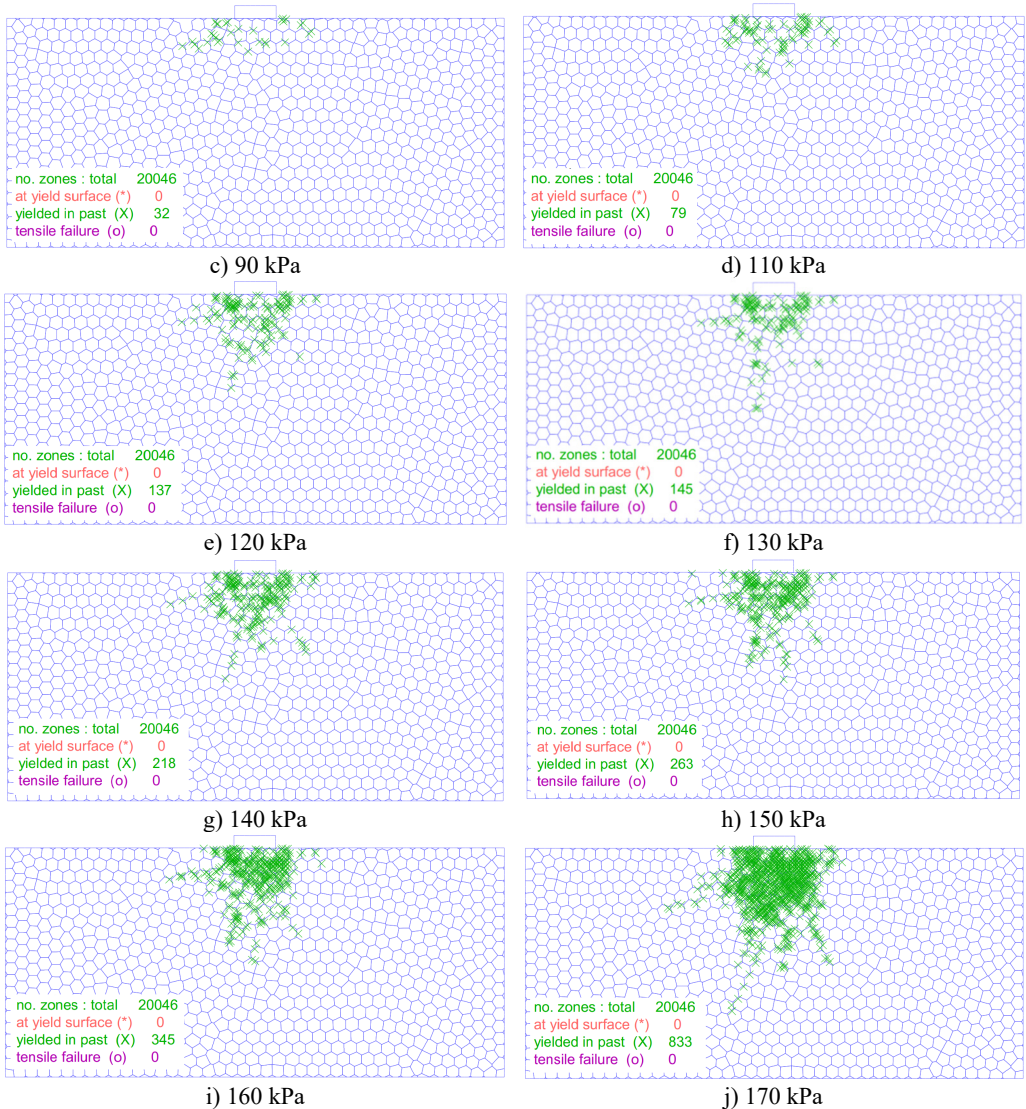 no. zones : total 20046
at yield surface (*) 0
yielded in past (X) 32
tensile failure (o) 0
c) 90 kPa
no. zones : total 20046
at yield surface (*) 0
yielded in past (X) 79
tensile failure (o) 0
d) 110 kPa
no. zones : total 20046
at yield surface (*) 0
yielded in past (X) 137
tensile failure (o) 0
e) 120 kPa
no. zones : total 20046
at yield surface (*) 0
yielded in past (X) 145
tensile failure (o) 0
f) 130 kPa
no. zones : total 20046
at yield surface (*) 0
yielded in past (X) 218
tensile failure (o) 0
g) 140 kPa
no. zones : total 20046
at yield surface (*) 0
yielded in past (X) 263
tensile failure (o) 0
h) 150 kPa
no. zones : total 20046
at yield surface (*) 0
yielded in past (X) 345
tensile failure (o) 0
i) 160 kPa
no. zones : total 20046
at yield surface (*) 0
yielded in past (X) 833
tensile failure (o) 0
j) 170 kPa